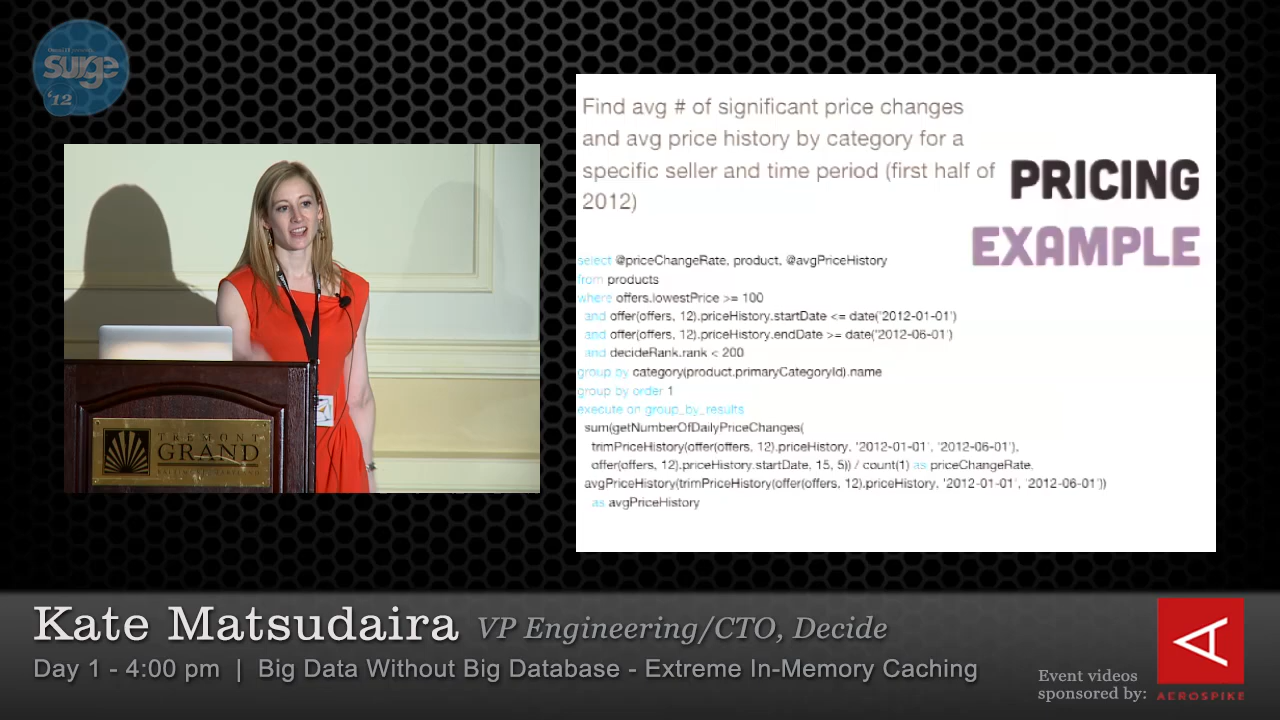 surge
'12
Find avg # of significant price changes
and avg price history by category for a
specific seller and time period (first half of
2012)
PRICING
EXAMPLE
select @priceChangeRate, product, @avgPriceHistory
from products
where offers.lowestPrice >= 100
and offer(offers, 12).priceHistory.startDate <= date('2012-01-01')
and offer(offers, 12).priceHistory.endDate >= date('2012-06-01')
and decideRank.rank < 200
group by category(product.primaryCategoryId).name
group by order 1
execute on group_by_results
sum(getNumberOfDailyPriceChanges(
trimPriceHistory(offer(offers, 12).priceHistory, '2012-01-01', '2012-06-01'),
offer(offers, 12).priceHistory.startDate, 15, 5)) / count(1) as priceChangeRate,
avgPriceHistory(trimPriceHistory(offer(offers, 12).priceHistory, '2012-01-01', '2012-06-01'))
as avgPriceHistory
TREMONT
GRAND
Kate Matsudaira VP Engineering/CTO, Decide
Day 1 - 4:00 pm | Big Data Without Big Database - Extreme In-Memory Caching
Event videos
sponsored by:
AEROSPIKE